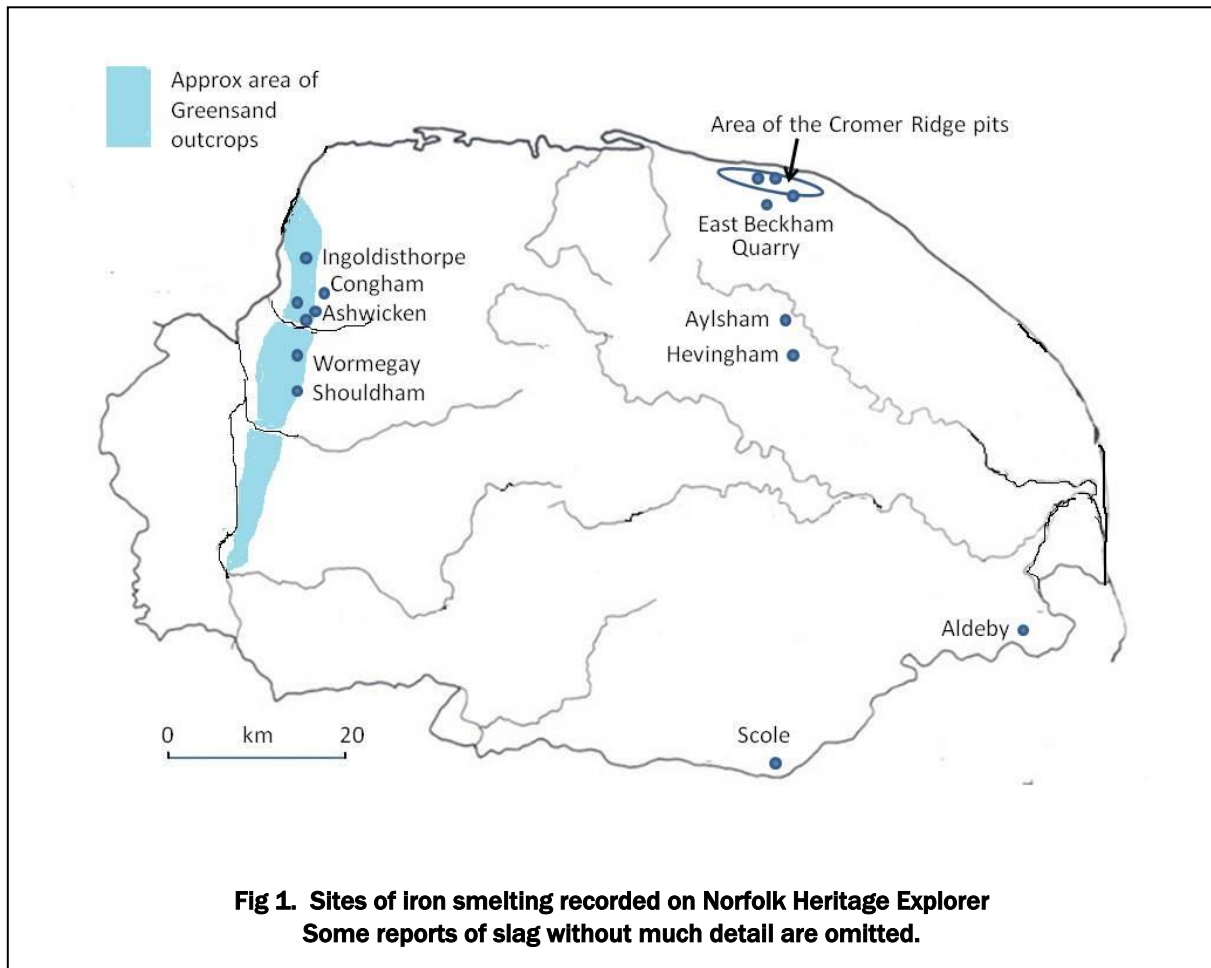 Approx area of
Greensand
outcrops
Area of the Cromer Ridge pits
East Beckham
Quarry
Ingoldisthorpe
Congham
Ashwicken
Aylsham
Hevingham
Wormegay
Shouldham
Aldeby
0 km 20
Scole
Fig 1. Sites of iron smelting recorded on Norfolk Heritage Explorer
Some reports of slag without much detail are omitted.